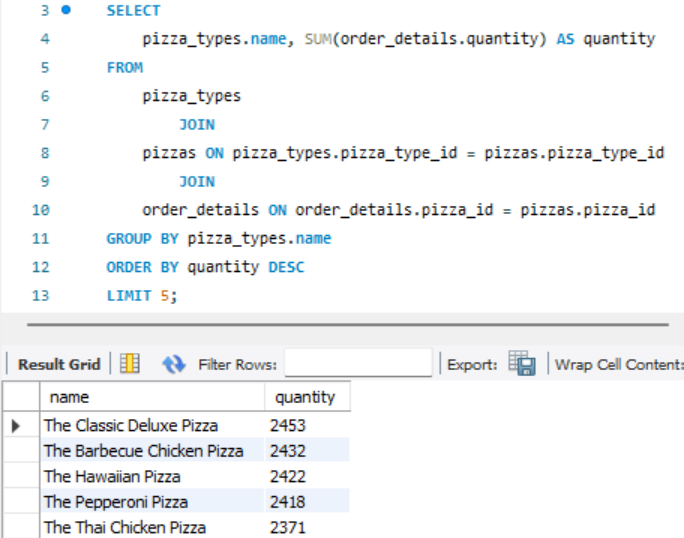 3 SELECT
4 pizza_types.name, SUM(order_details.quantity) AS quantity
5 FROM
6 pizza_types
7 JOIN
8 pizzas ON pizza_types.pizza_type_id = pizzas.pizza_type_id
9 JOIN
10 order_details ON order_details.pizza_id = pizzas.pizza_id
11 GROUP BY pizza_types.name
12 ORDER BY quantity DESC
13 LIMIT 5;
Result Grid Filter Rows: Export: Wrap Cell Content:
name quantity
The Classic Deluxe Pizza 2453
The Barbecue Chicken Pizza 2432
The Hawaiian Pizza 2422
The Pepperoni Pizza 2418
The Thai Chicken Pizza 2371